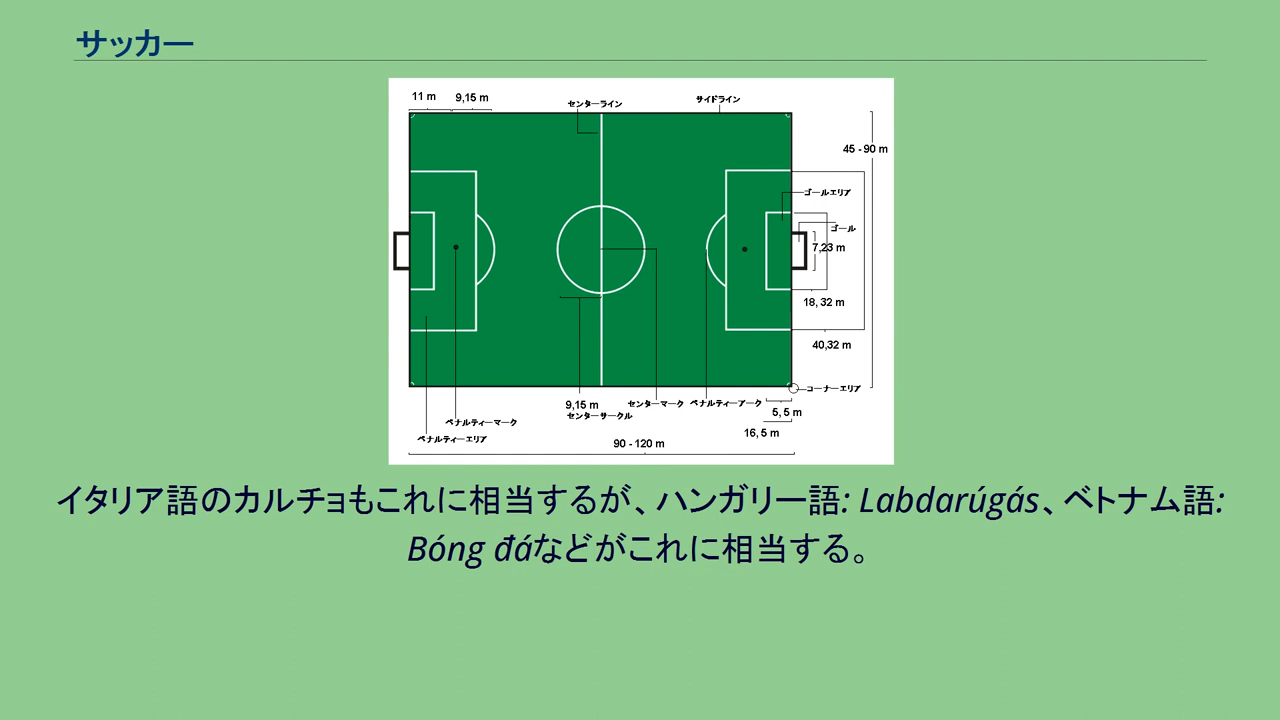 サッカー
11 m
9,15 m
センターライン
サイドライン
45 - 90 m
ゴールエリア
ゴール
7,23 m
18, 32 m
40,32 m
コーナーエリア
9,15 m
センターサークル
センターマーク
ペナルティーアーク
5, 5 m
ペナルティーマーク
16, 5 m
ペナルティーエリア
90 - 120 m
イタリア語のカルチョもこれに相当するが、ハンガリー語: Labdarúgás、ベトナム語:
Bóng đáなどがこれに相当する。